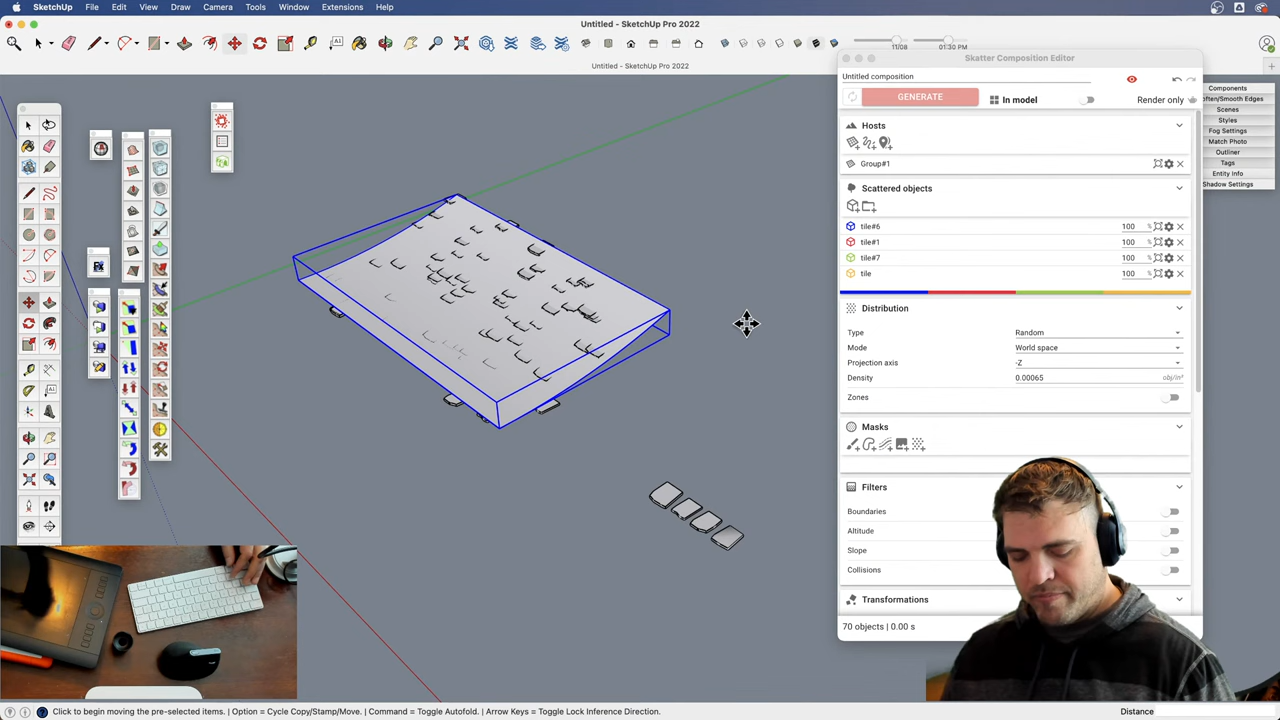 SketchUp File Edit View Draw Camera Tools Window Extensions Help
Untitled - SketchUp Pro 2022
11/08 01:30 PM
Untitled - SketchUp Pro 2022
Skatter Composition Editor
Untitled composition
GENERATE In model Render only
Hosts
Group#1
Scattered objects
tile#6 100 %
tile#1 100 %
tile#7 100 %
tile 100 %
Distribution
Type Random
Mode World space
Projection axis -Z
Density 0.00065 obj/in²
Zones
Masks
Filters
Boundaries
Altitude
Slope
Collisions
Transformations
70 objects | 0.00 s
Components
Soften/Smooth Edges
Scenes
Styles
Fog Settings
Match Photo
Outliner
Tags
Entity Info
Shadow Settings
Click to begin moving the pre-selected items. | Option = Cycle Copy/Stamp/Move. | Command = Toggle Autofold. | Arrow Keys = Toggle Lock Inference Direction.
Distance